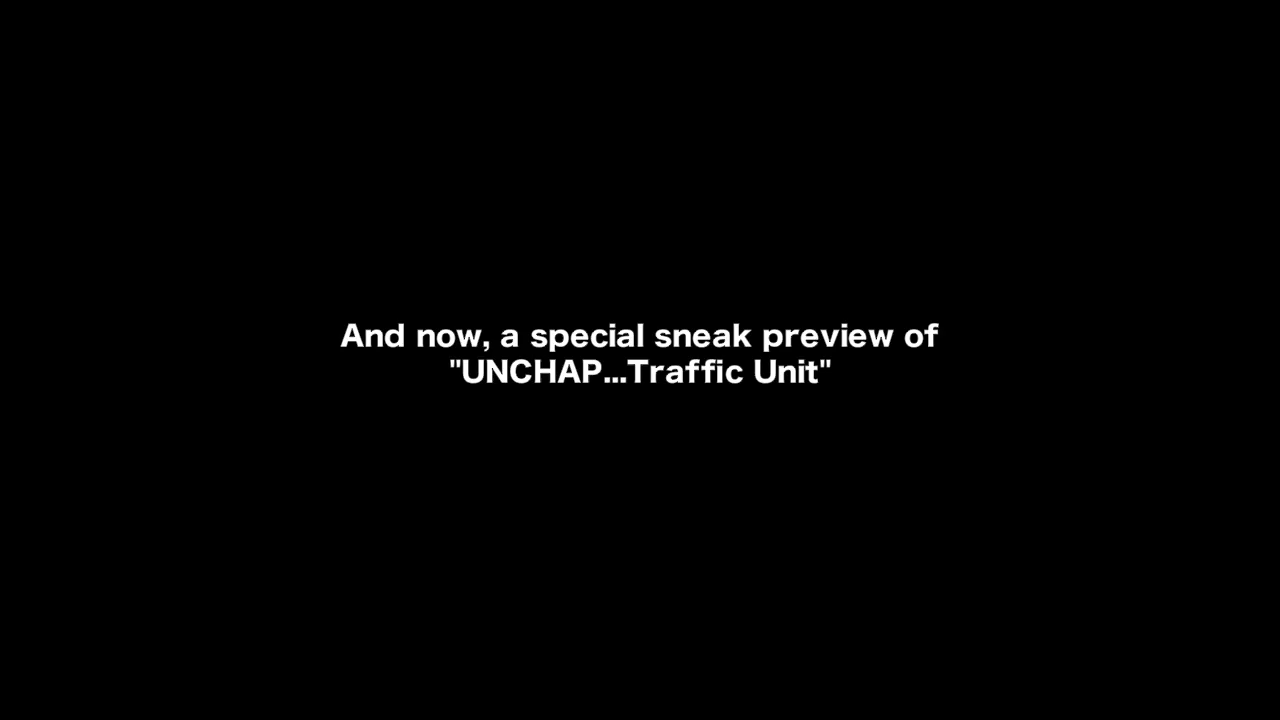 And now, a special sneak preview of
"UNCHAP...Traffic Unit"